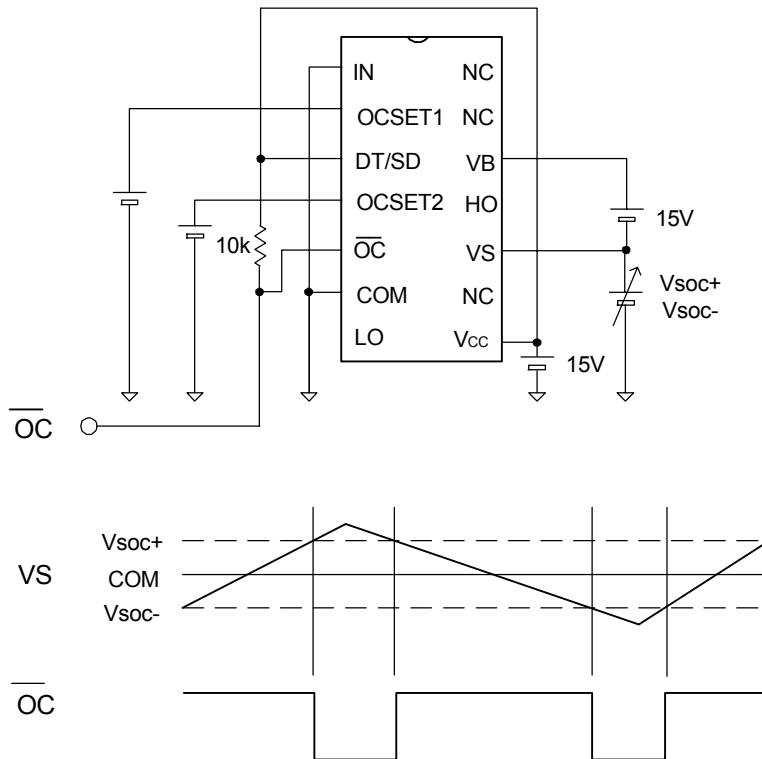 IN NC
OCSET1 NC
DT/SD VB
OCSET2 HO
15V
10k
OC VS
Vsoc+
COM NC
Vsoc-
LO Vcc
15V
OC
Vsoc+
VS
COM
Vsoc-
OC